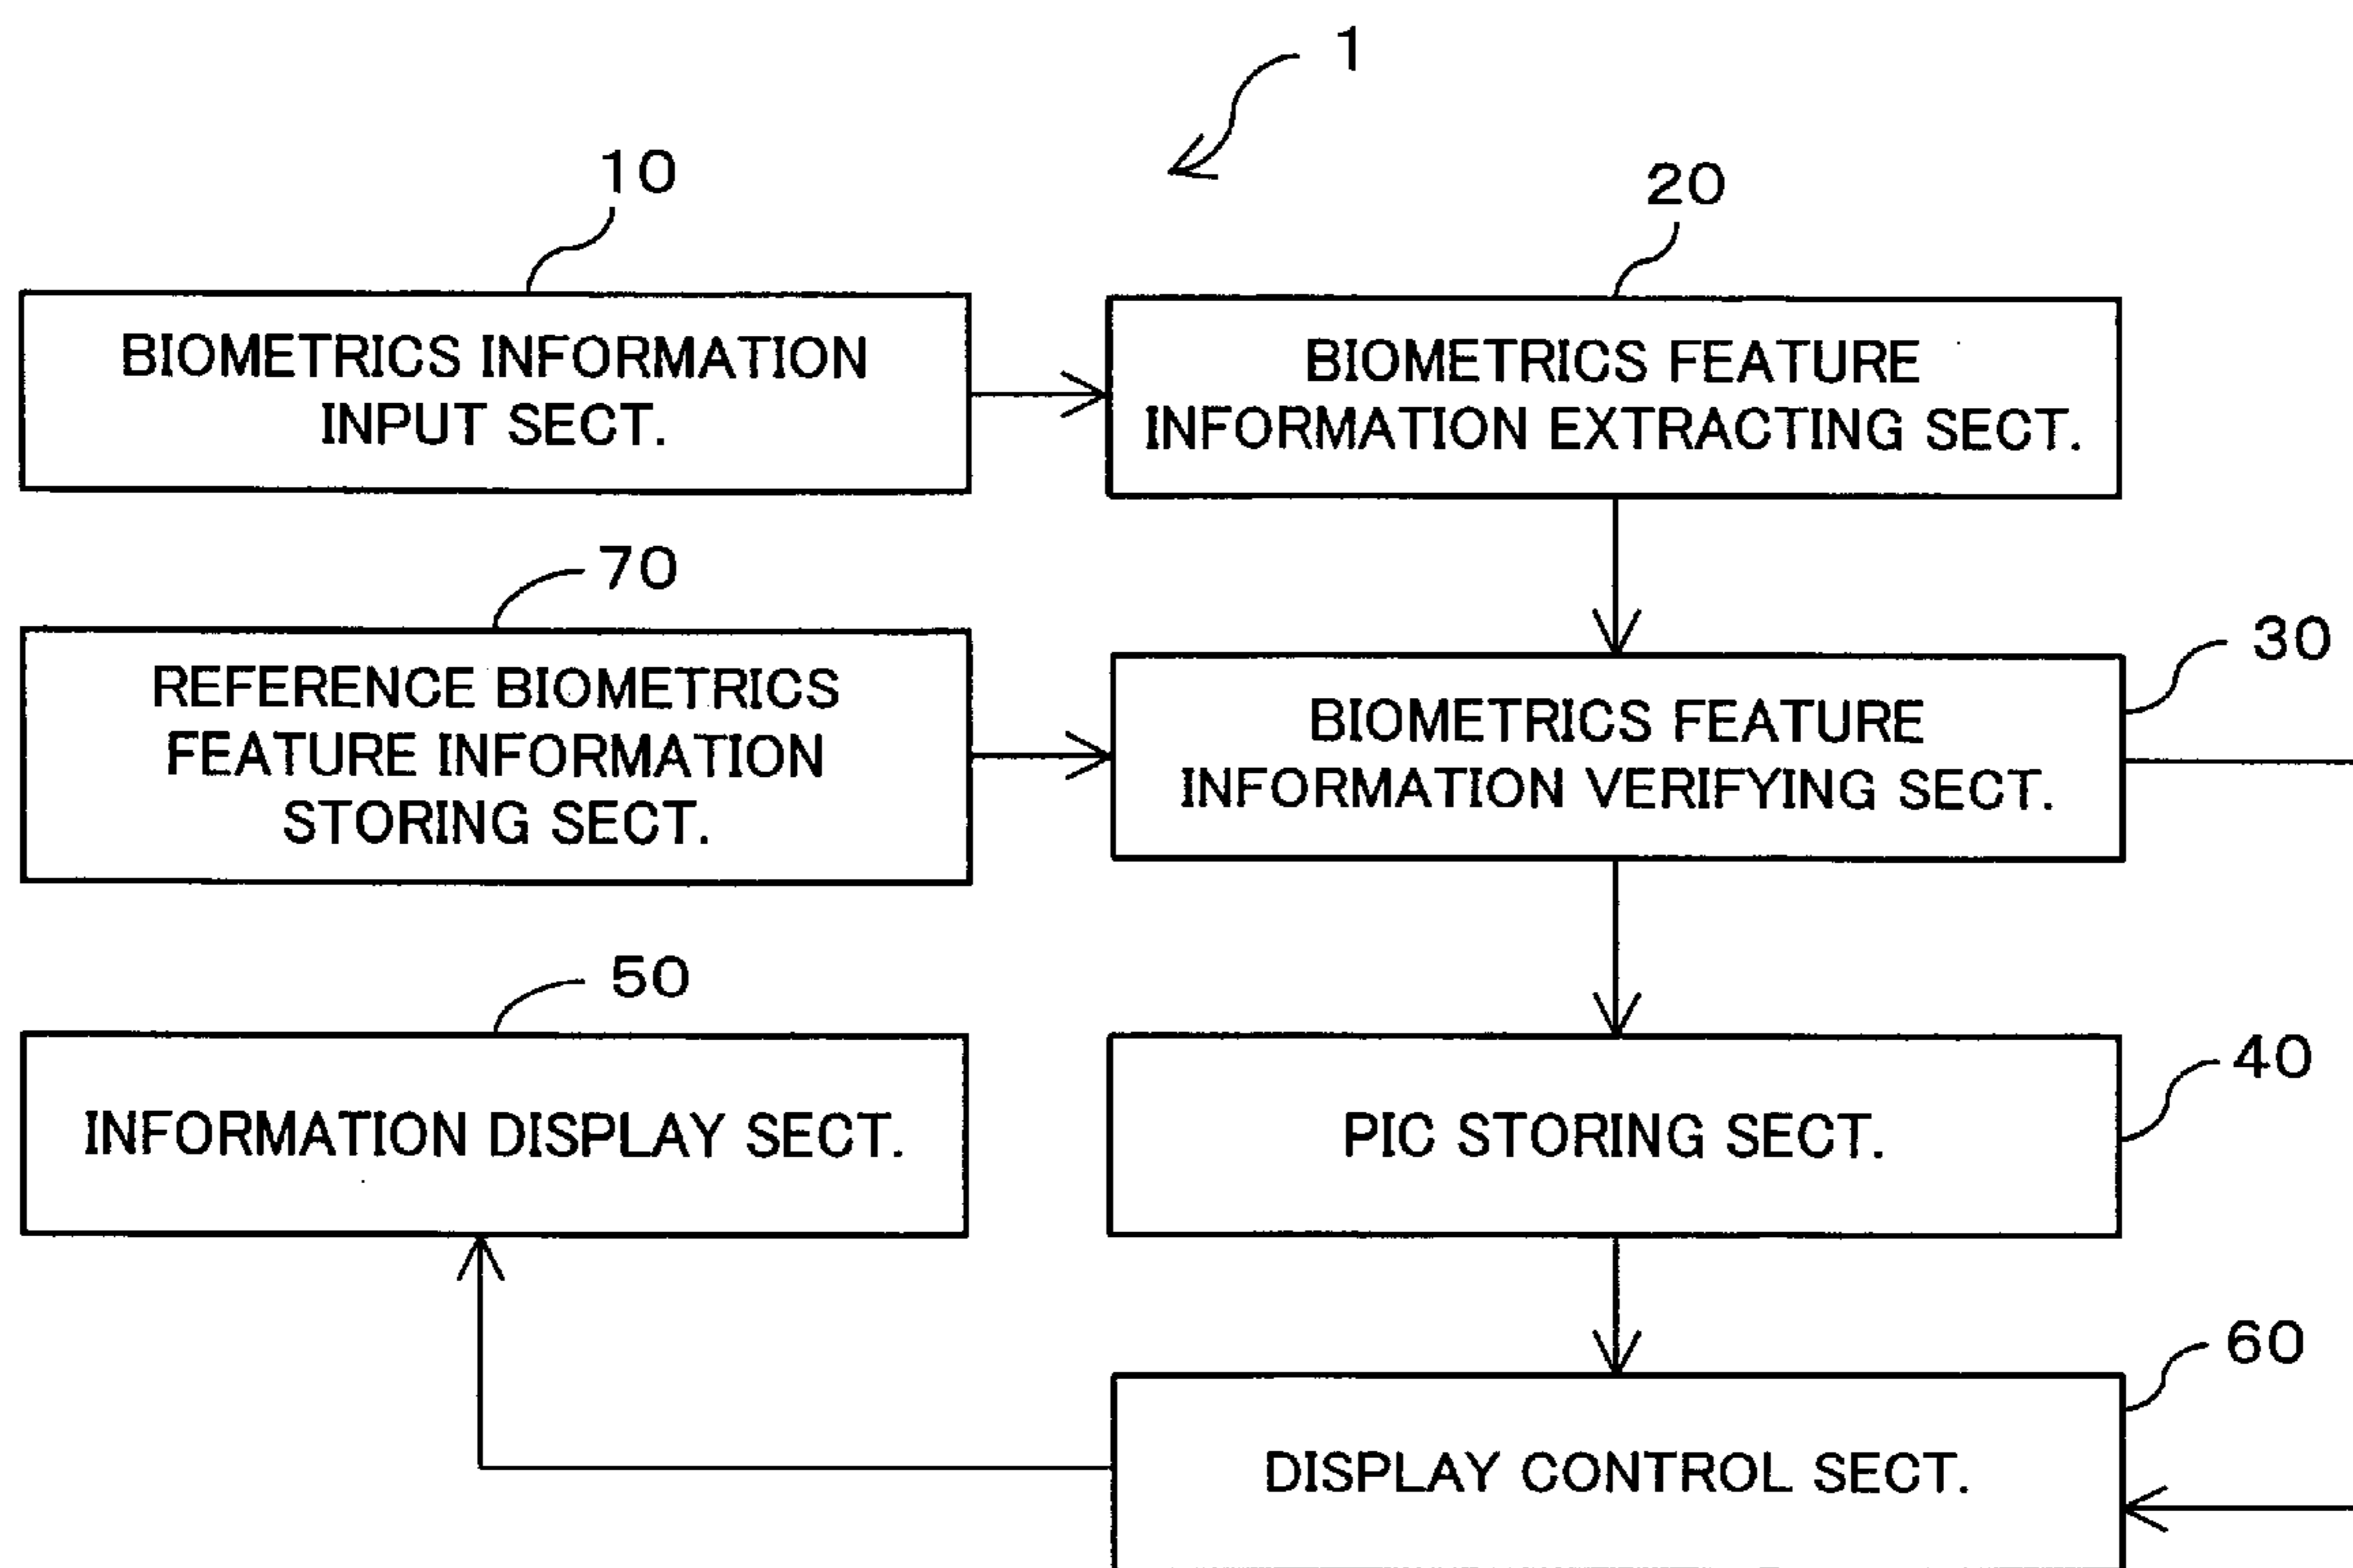 1
10
20
BIOMETRICS INFORMATION
INPUT SECT.
BIOMETRICS FEATURE
INFORMATION EXTRACTING SECT.
70
30
REFERENCE BIOMETRICS
FEATURE INFORMATION
STORING SECT.
BIOMETRICS FEATURE
INFORMATION VERIFYING SECT.
50
40
INFORMATION DISPLAY SECT.
PIC STORING SECT.
60
DISPLAY CONTROL SECT.